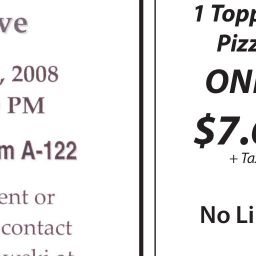 ve
, 2008
PM
m A-122
ent or
contact
1 Topp
Pizz
ON
$7.
+ Ta
No Li